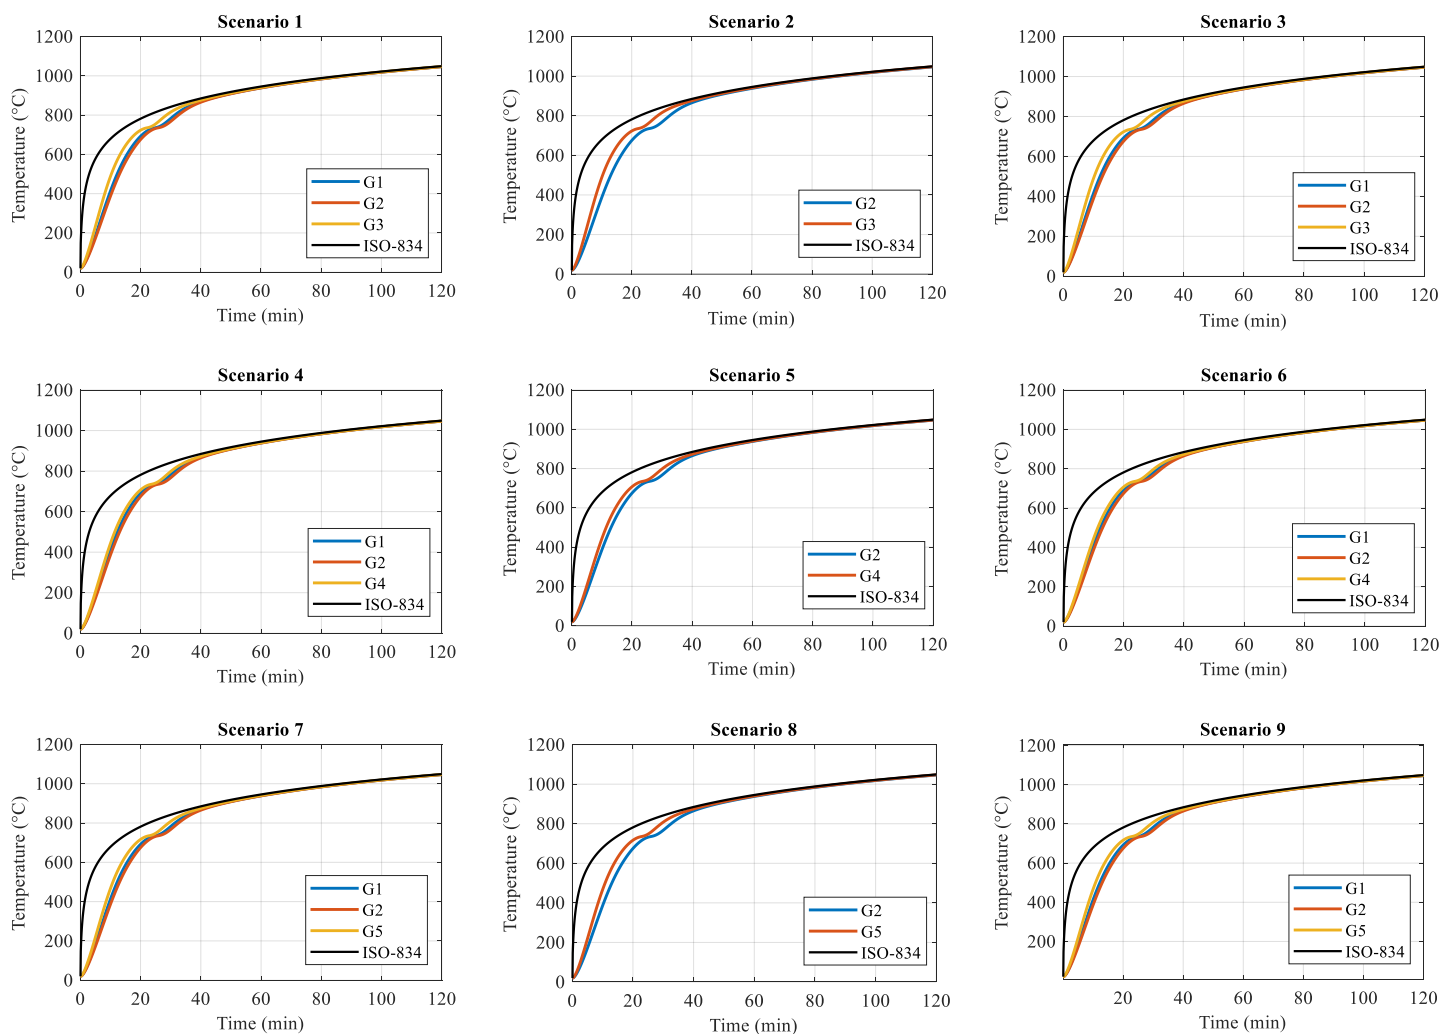 Scenario 1
1200
1000
800
600
400
200
0
Temperature (°C)
G1
G2
G3
ISO-834
0 20 40 60 80 100 120
Time (min)
Scenario 2
1200
1000
800
600
400
200
0
Temperature (°C)
G2
G3
ISO-834
0 20 40 60 80 100 120
Time (min)
Scenario 3
1200
1000
800
600
400
200
0
Temperature (°C)
G1
G2
G3
ISO-834
0 20 40 60 80 100 120
Time (min)
Scenario 4
1200
1000
800
600
400
200
0
Temperature (°C)
G1
G2
G4
ISO-834
0 20 40 60 80 100 120
Time (min)
Scenario 5
1200
1000
800
600
400
200
0
Temperature (°C)
G2
G4
ISO-834
0 20 40 60 80 100 120
Time (min)
Scenario 6
1200
1000
800
600
400
200
0
Temperature (°C)
G1
G2
G4
ISO-834
0 20 40 60 80 100 120
Time (min)
Scenario 7
1200
1000
800
600
400
200
0
Temperature (°C)
G1
G2
G5
ISO-834
0 20 40 60 80 100 120
Time (min)
Scenario 8
1200
1000
800
600
400
200
0
Temperature (°C)
G2
G5
ISO-834
0 20 40 60 80 100 120
Time (min)
Scenario 9
1200
1000
800
600
400
200
Temperature (°C)
G1
G2
G5
ISO-834
20 40 60 80 100 120
Time (min)